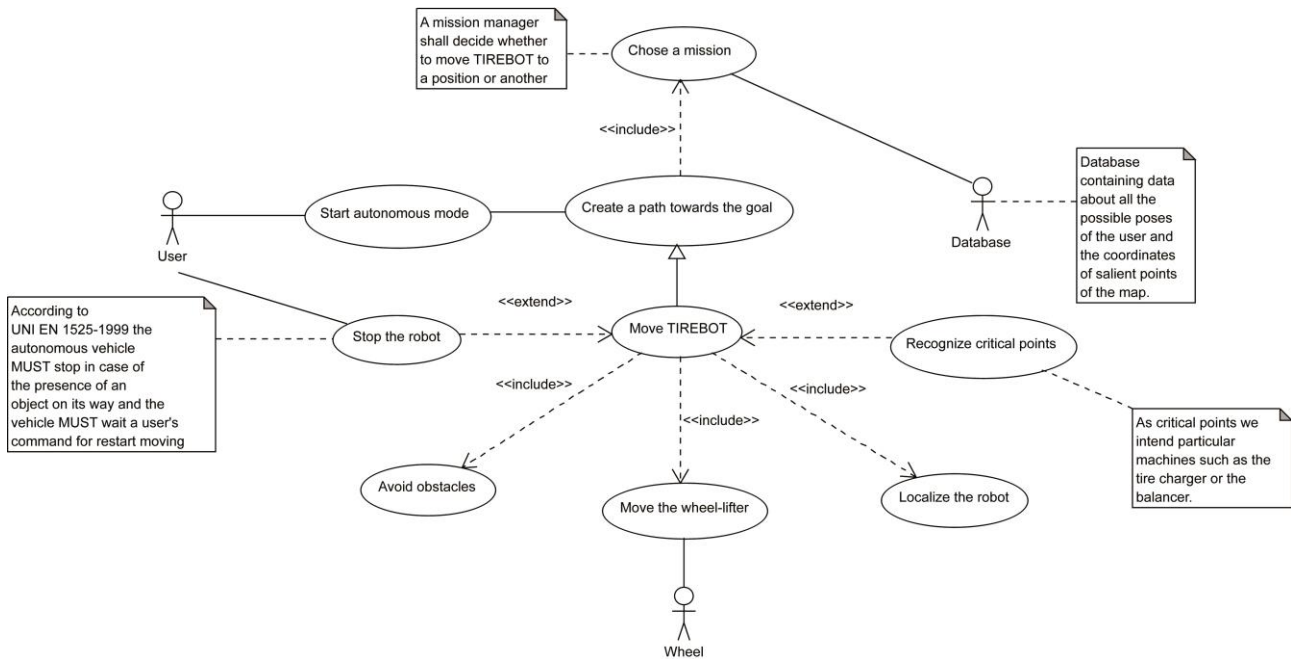 A mission manager
shall decide whether
to move TIREBOT to
a position or another
Chose a mission
<<include>>
Database
containing data
about all the
possible poses
of the user and
the coordinates
of salient points
of the map.
Start autonomous mode
Create a path towards the goal
User
Database
According to
UNI EN 1525-1999 the
autonomous vehicle
MUST stop in case of
the presence of an
object on its way and the
vehicle MUST wait a user's
command for restart moving
<<extend>>
<<extend>>
Stop the robot
Move TIREBOT
Recognize critical points
<<include>>
<<include>>
<<include>>
As critical points we
intend particular
machines such as the
tire charger or the
balancer.
Avoid obstacles
Move the wheel-lifter
Localize the robot
Wheel